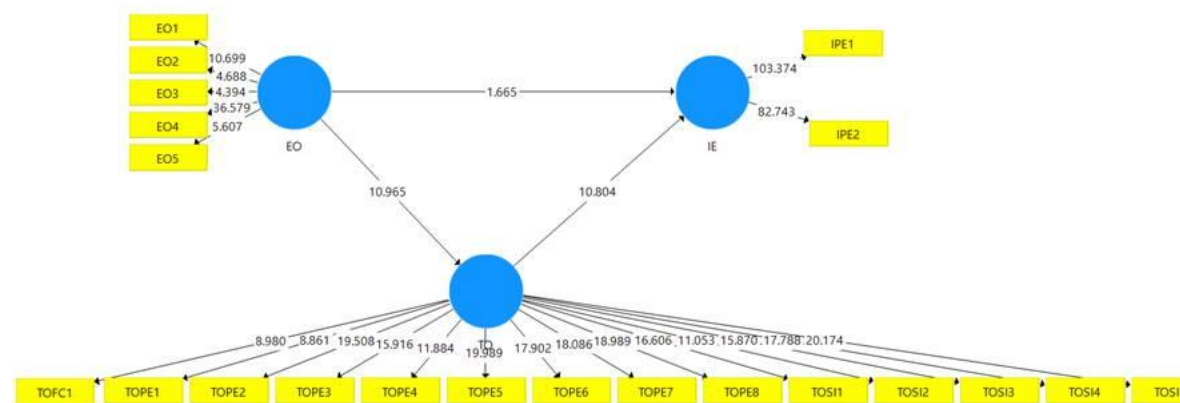 EO1
EO2
EO3
EO4
EO5
10.699
4.688
4.394
36.579
5.607
EO
1.665
IE
103.374
82.743
IPE1
IPE2
10.965
10.804
8.980
8.861
19.508
15.916
11.884
19.989
17.902
18.086
18.989
16.606
11.053
15.870
17.788
20.174
TOFC1
TOPE1
TOPE2
TOPE3
TOPE4
TOPE5
TOPE6
TOPE7
TOPE8
TOSI1
TOSI2
TOSI3
TOSI4